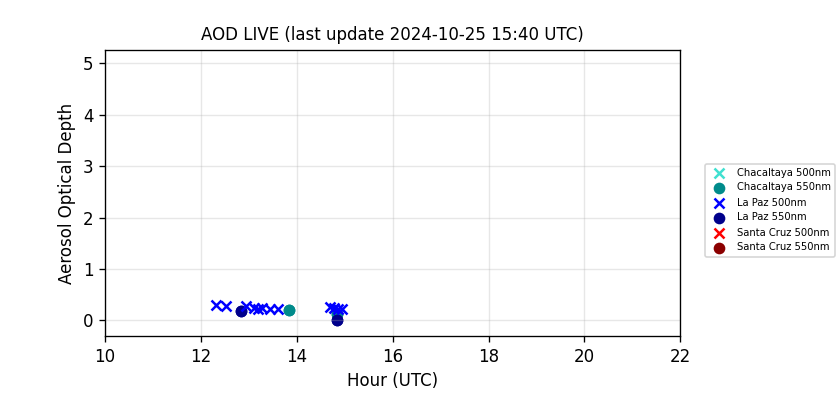 AOD LIVE (last update 2024-10-25 15:40 UTC)
Aerosol Optical Depth
5
4
3
2
1
0
10 12 14 16 18 20 22
Hour (UTC)
Chacaltaya 500nm
Chacaltaya 550nm
La Paz 500nm
La Paz 550nm
Santa Cruz 500nm
Santa Cruz 550nm